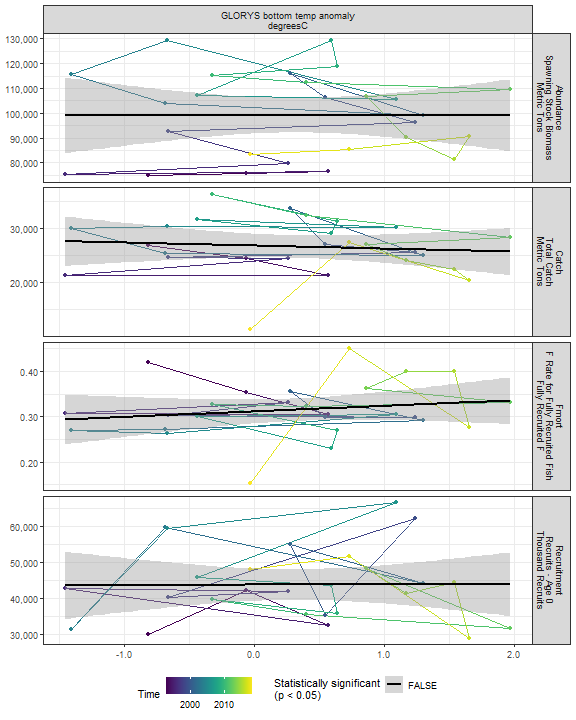 GLORYS bottom temp anomaly
degreesC
130,000
120,000
110,000
100,000
90,000
80,000
Abundance
Spawning Stock Biomass
Metric Tons
30,000
20,000
Catch
Total Catch
Metric Tons
0.40
0.30
0.20
Fmort
F Rate for Fully Recruited Fish
Fully Recruited F
60,000
50,000
40,000
30,000
Recruitment
Recruits - Age 0
Thousand Recruits
-1.0
0.0
1.0
2.0
Time
2000
2010
Statistically significant
(p < 0.05)
FALSE